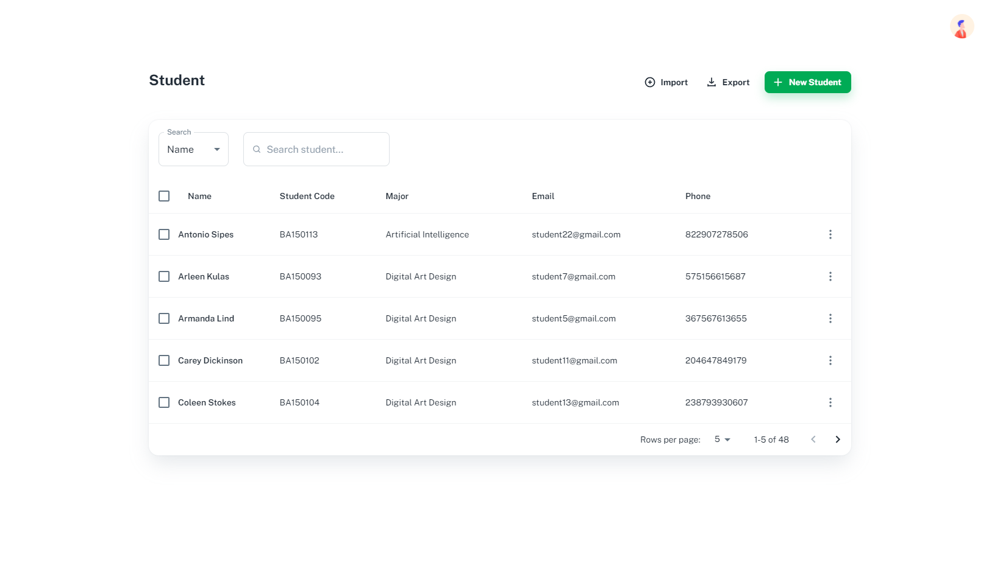 Student
Import Export New Student
Search
Name Search student...
Name Student Code Major Email Phone
Antonio Sipes BA150113 Artificial Intelligence student22@gmail.com 822907278506
Arleen Kulas BA150093 Digital Art Design student7@gmail.com 575156615687
Armanda Lind BA150095 Digital Art Design student5@gmail.com 367567613655
Carey Dickinson BA150102 Digital Art Design student11@gmail.com 204647849179
Coleen Stokes BA150104 Digital Art Design student13@gmail.com 238793930607
Rows per page: 5 1-5 of 48